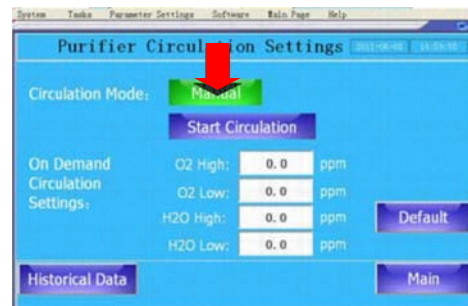 System Tasks Parameter Settings Software Main Page Help
Purifier Circulation Settings
Circulation Mode: Manual
Start Circulation
On Demand Circulation Settings:
O2 High: 0.0 ppm
O2 Low: 0.0 ppm
H2O High: 0.0 ppm
H2O Low: 0.0 ppm
Default
Historical Data Main